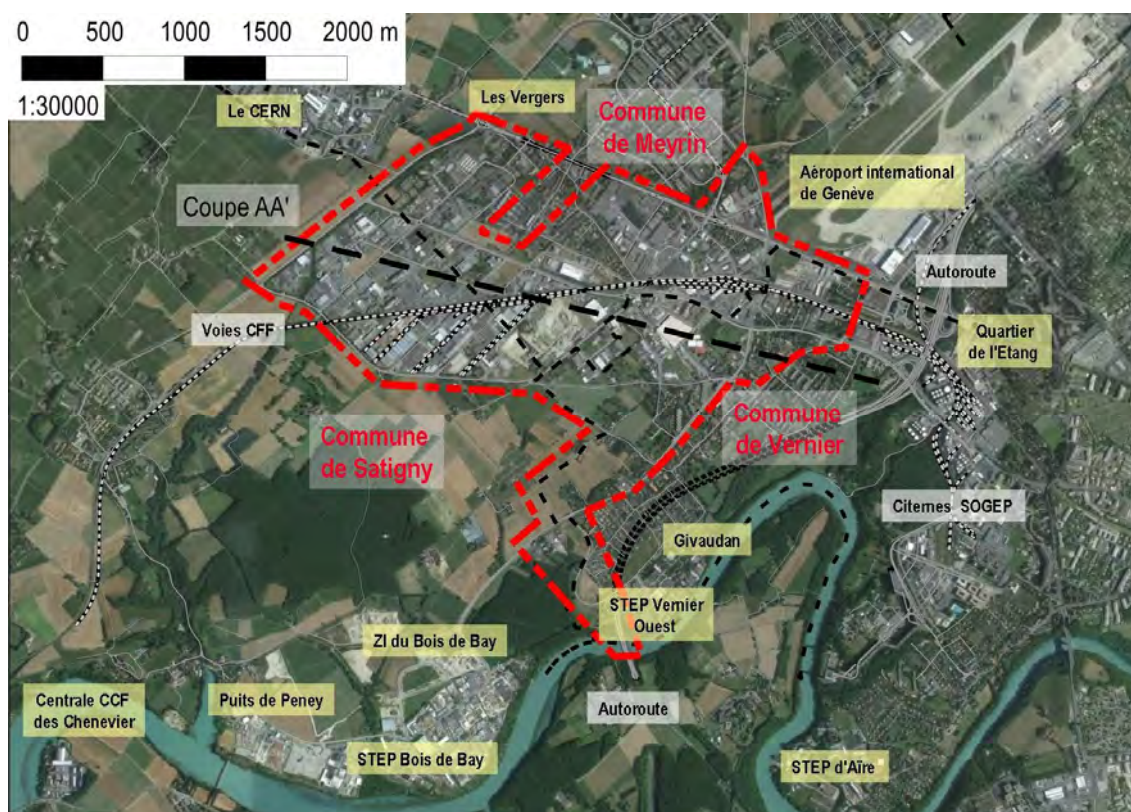 0 500 1000 1500 2000 m
1:30000
Le CERN
Les Vergers
Commune
de Meyrin
Aéroport international
de Genève
Coupe AA'
Autoroute
Voies CFF
Quartier
de l'Etang
Commune
de Satigny
Commune
de Vernier
Citernes SOGEP
Givaudan
STEP Vernier
Ouest
ZI du Bois de Bay
Centrale CCF
des Chenevier
Puits de Peney
Autoroute
STEP Bois de Bay
STEP d'Aïre